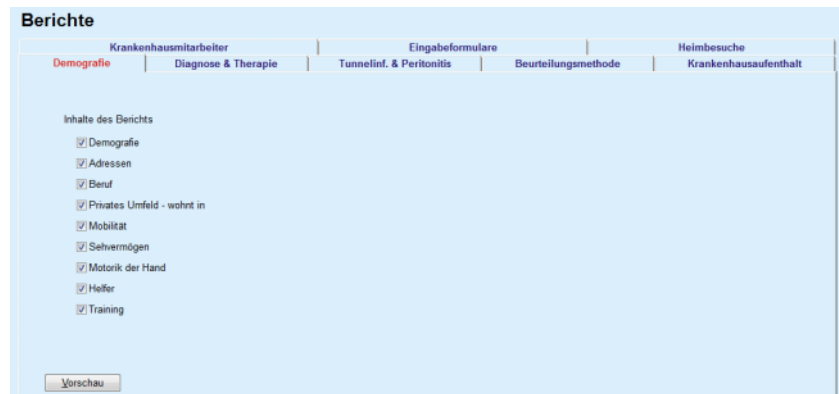 Berichte
Krankenhausmitarbeiter Eingabeformulare Heimbesuche
Demografie Diagnose & Therapie Tunnelinf. & Peritonitis Beurteilungsmethode Krankenhausaufenthalt
Inhalte des Berichts
Demografie
Adressen
Beruf
Privates Umfeld - wohnt in
Mobilität
Sehvermögen
Motorik der Hand
Helfer
Training
Vorschau